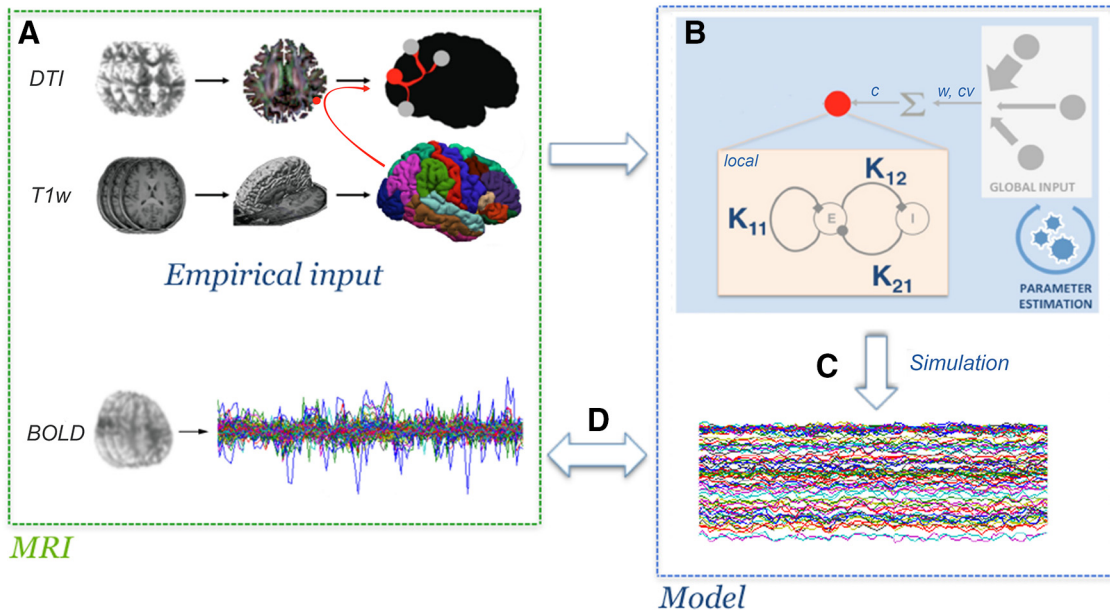 A
DTI
T1w
Empirical input
BOLD
MRI
B
c
Σ
w, cv
local
K12
K11
E
I
K21
GLOBAL INPUT
PARAMETER
ESTIMATION
C
Simulation
D
Model